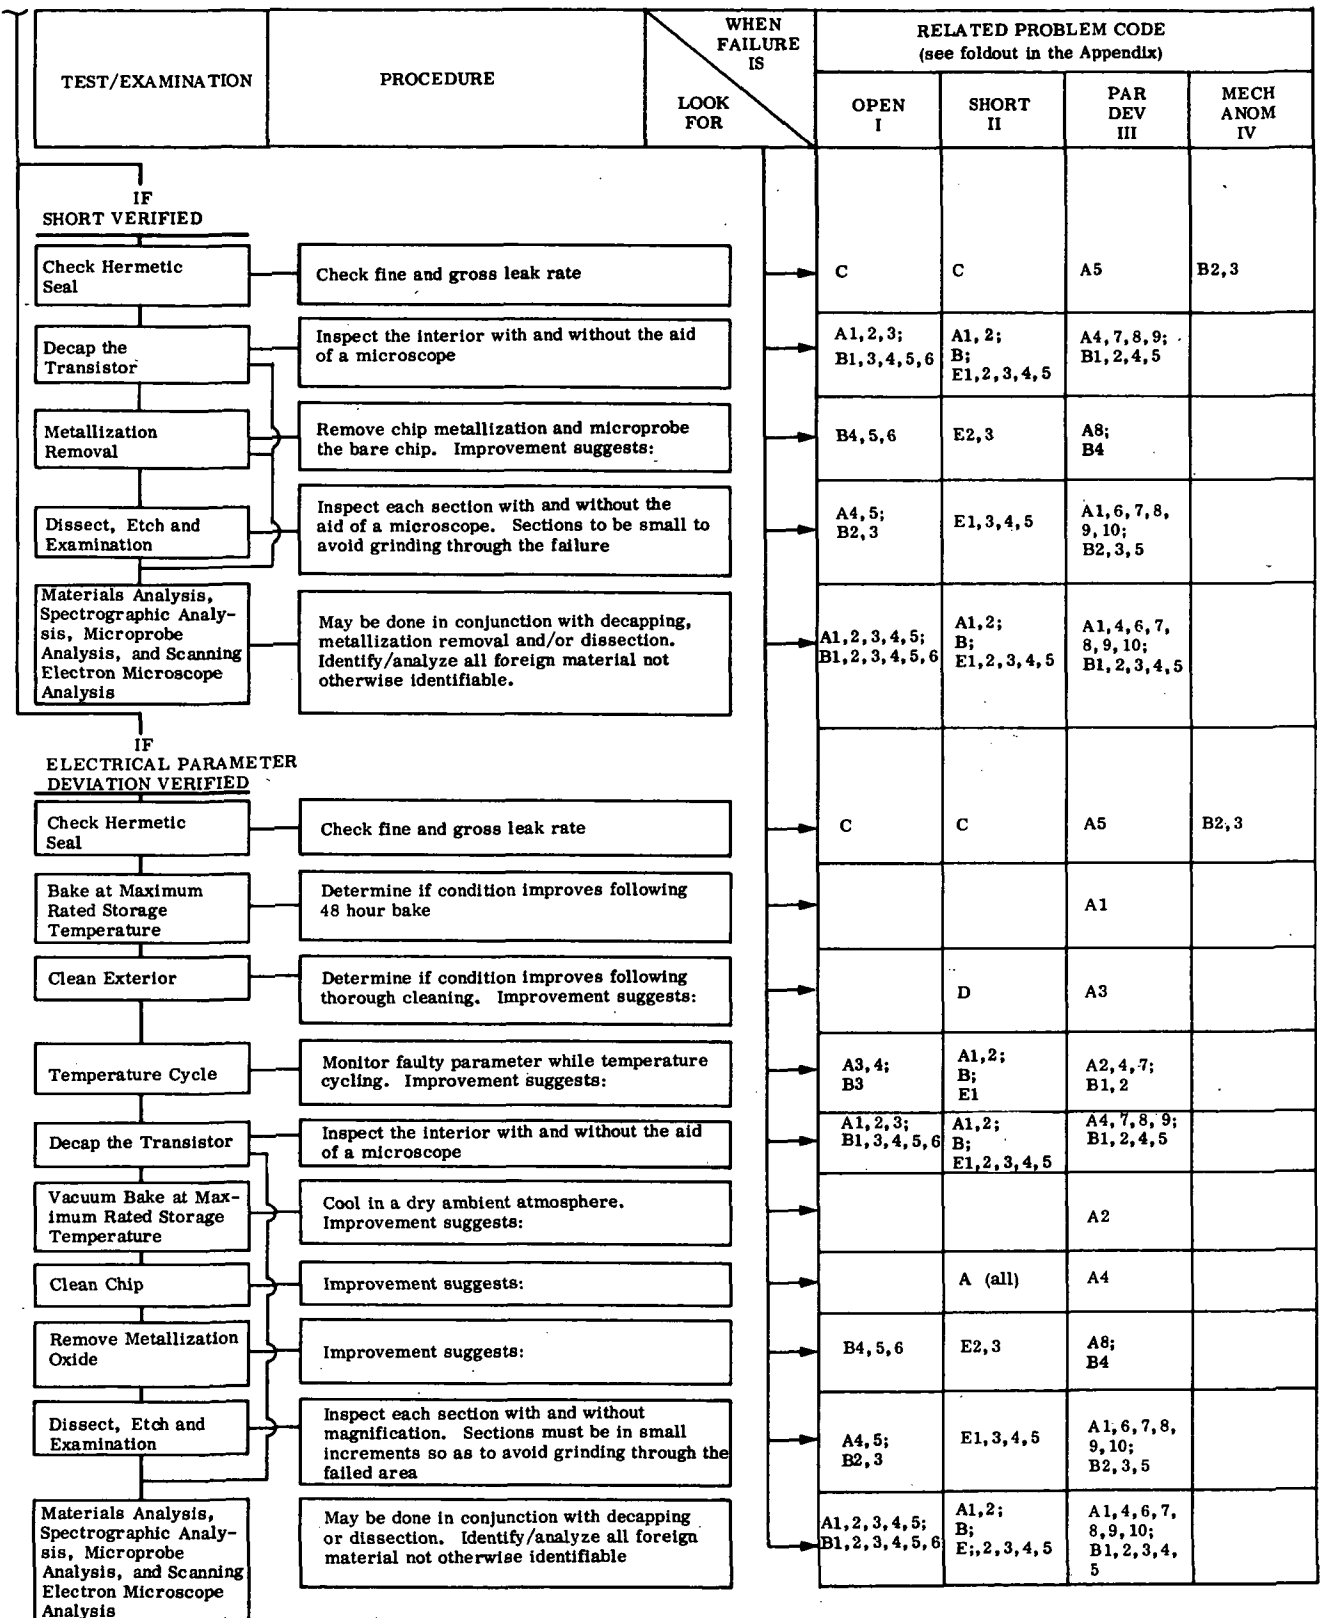 TEST/EXAMINATION
PROCEDURE
WHEN
FAILURE
IS
LOOK
FOR
RELATED PROBLEM CODE
(see foldout in the Appendix)
OPEN
I
SHORT
II
PAR
DEV
III
MECH
ANOM
IV
IF
SHORT VERIFIED
Check Hermetic
Seal
Check fine and gross leak rate
C
C
A5
B2,3
Decap the
Transistor
Inspect the interior with and without the aid
of a microscope
A1,2,3;
B1,3,4,5,6
A1,2;
B;
E1,2,3,4,5
A4,7,8,9;
B1,2,4,5
Metallization
Removal
Remove chip metallization and microprobe
the bare chip. Improvement suggests:
B4,5,6
E2,3
A8;
B4
Dissect, Etch and
Examination
Inspect each section with and without the
aid of a microscope. Sections to be small to
avoid grinding through the failure
A4,5;
B2,3
E1,3,4,5
A1,6,7,8,
9,10;
B2,3,5
Materials Analysis,
Spectrographic Analy-
sis, Microprobe
Analysis, and Scanning
Electron Microscope
Analysis
May be done in conjunction with decapping,
metallization removal and/or dissection.
Identify/analyze all foreign material not
otherwise identifiable.
A1,2,3,4,5;
B1,2,3,4,5,6
A1,2;
B;
E1,2,3,4,5
A1,4,6,7,
8,9,10;
B1,2,3,4,5
IF
ELECTRICAL PARAMETER
DEVIATION VERIFIED
Check Hermetic
Seal
Check fine and gross leak rate
C
C
A5
B2,3
Bake at Maximum
Rated Storage
Temperature
Determine if condition improves following
48 hour bake
A1
Clean Exterior
Determine if condition improves following
thorough cleaning. Improvement suggests:
D
A3
Temperature Cycle
Monitor faulty parameter while temperature
cycling. Improvement suggests:
A3,4;
B3
A1,2;
B;
E1
A2,4,7;
B1,2
Decap the Transistor
Inspect the interior with and without the aid
of a microscope
A1,2,3;
B1,3,4,5,6
A1,2;
B;
E1,2,3,4,5
A4,7,8,9;
B1,2,4,5
Vacuum Bake at Max-
imum Rated Storage
Temperature
Cool in a dry ambient atmosphere.
Improvement suggests:
A2
Clean Chip
Improvement suggests:
A (all)
A4
Remove Metallization
Oxide
Improvement suggests:
B4,5,6
E2,3
A8;
B4
Dissect, Etch and
Examination
Inspect each section with and without
magnification. Sections must be in small
increments so as to avoid grinding through the
failed area
A4,5;
B2,3
E1,3,4,5
A1,6,7,8,
9,10;
B2,3,5
Materials Analysis,
Spectrographic Analy-
sis, Microprobe
Analysis, and Scanning
Electron Microscope
Analysis
May be done in conjunction with decapping
or dissection. Identify/analyze all foreign
material not otherwise identifiable
A1,2,3,4,5;
B1,2,3,4,5,6
A1,2;
B;
E;,2,3,4,5
A1,4,6,7,
8,9,10;
B1,2,3,4,
5